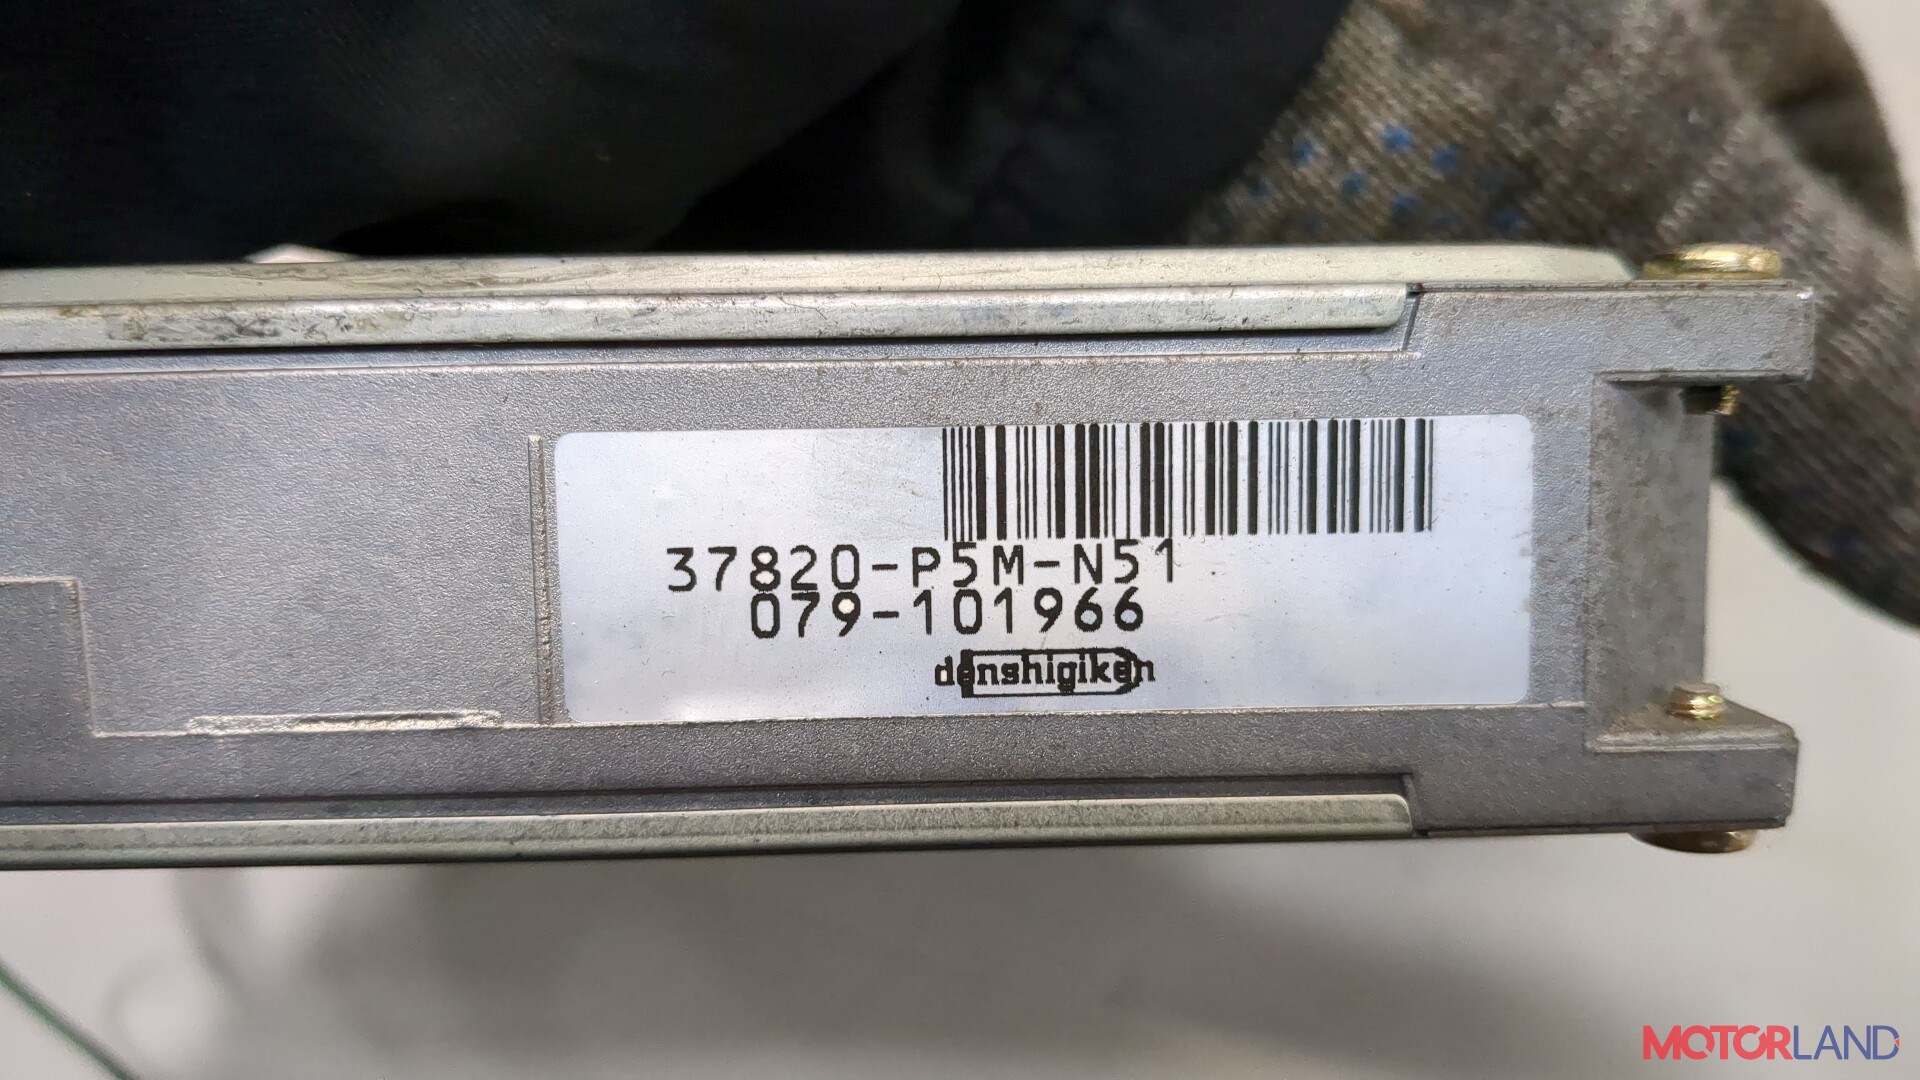 37820-P5M-N51
079-101966
denshigiken
MOTORLAND